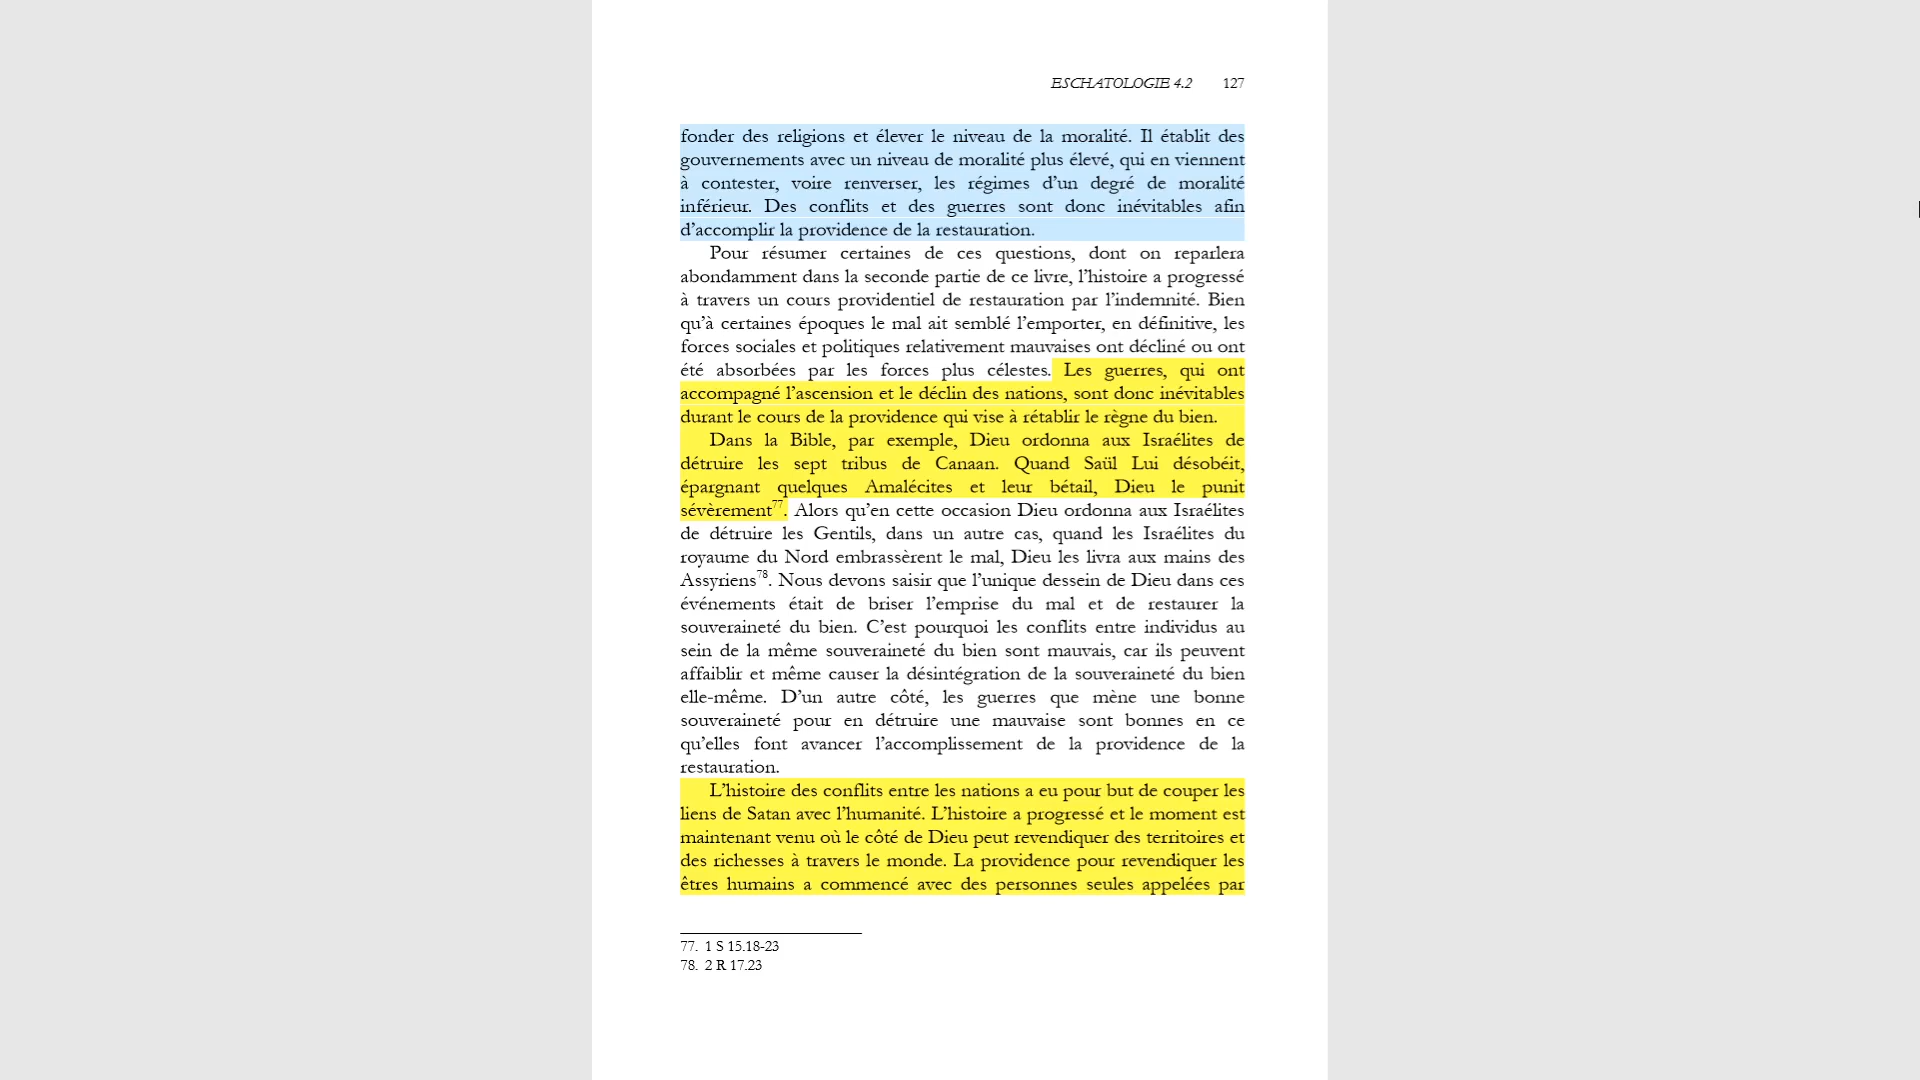 ESCHATOLOGIE 4.2 127
fonder des religions et élever le niveau de la moralité. Il établit des
gouvernements avec un niveau de moralité plus élevé, qui en viennent
à contester, voire renverser, les régimes d’un degré de moralité
inférieur. Des conflits et des guerres sont donc inévitables afin
d’accomplir la providence de la restauration.
Pour résumer certaines de ces questions, dont on reparlera
abondamment dans la seconde partie de ce livre, l’histoire a progressé
à travers un cours providentiel de restauration par l’indemnité. Bien
qu’à certaines époques le mal ait semblé l’emporter, en définitive, les
forces sociales et politiques relativement mauvaises ont décliné ou ont
été absorbées par les forces plus célestes. Les guerres, qui ont
accompagné l’ascension et le déclin des nations, sont donc inévitables
durant le cours de la providence qui vise à rétablir le règne du bien.
Dans la Bible, par exemple, Dieu ordonna aux Israélites de
détruire les sept tribus de Canaan. Quand Saül Lui désobéit,
épargnant quelques Amalécites et leur bétail, Dieu le punit
sévèrement77. Alors qu’en cette occasion Dieu ordonna aux Israélites
de détruire les Gentils, dans un autre cas, quand les Israélites du
royaume du Nord embrassèrent le mal, Dieu les livra aux mains des
Assyriens78. Nous devons saisir que l’unique dessein de Dieu dans ces
événements était de briser l’emprise du mal et de restaurer la
souveraineté du bien. C’est pourquoi les conflits entre individus au
sein de la même souveraineté du bien sont mauvais, car ils peuvent
affaiblir et même causer la désintégration de la souveraineté du bien
elle-même. D’un autre côté, les guerres que mène une bonne
souveraineté pour en détruire une mauvaise sont bonnes en ce
qu’elles font avancer l’accomplissement de la providence de la
restauration.
L’histoire des conflits entre les nations a eu pour but de couper les
liens de Satan avec l’humanité. L’histoire a progressé et le moment est
maintenant venu où le côté de Dieu peut revendiquer des territoires et
des richesses à travers le monde. La providence pour revendiquer les
êtres humains a commencé avec des personnes seules appelées par
77. 1 S 15.18-23
78. 2 R 17.23